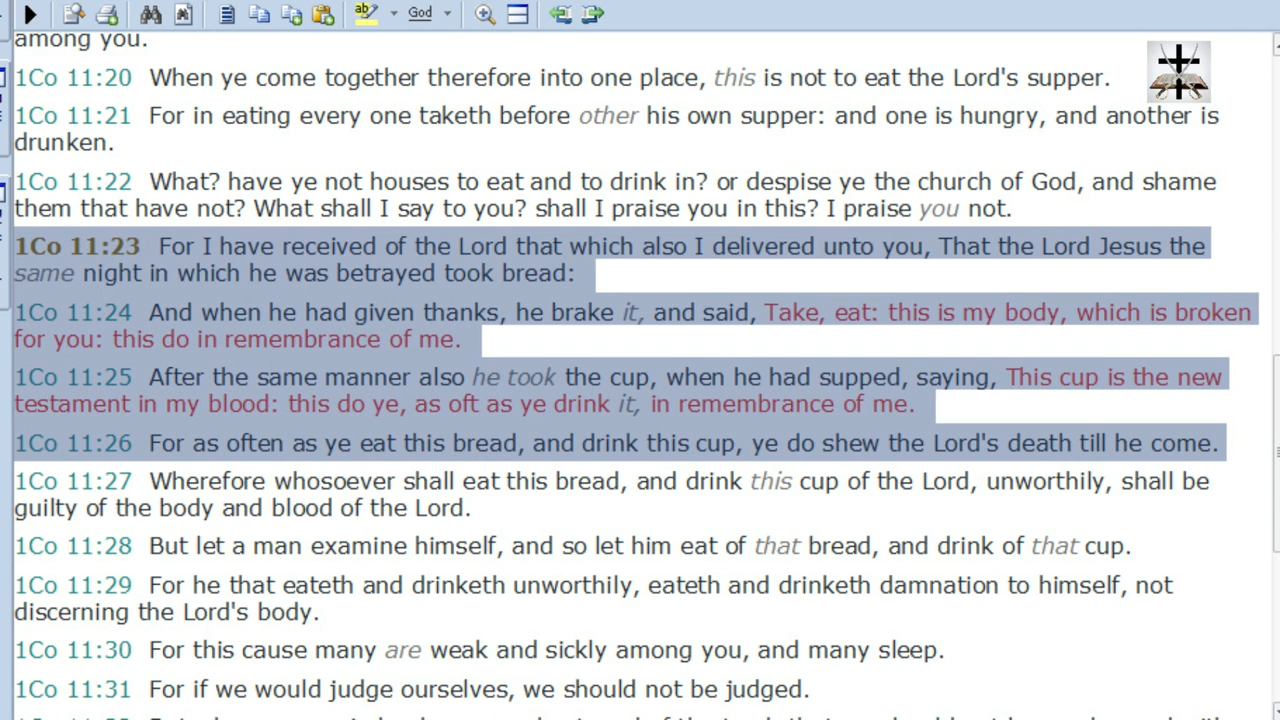 God
among you.
1Co 11:20 When ye come together therefore into one place, this is not to eat the Lord's supper.
1Co 11:21 For in eating every one taketh before other his own supper: and one is hungry, and another is
drunken.
1Co 11:22 What? have ye not houses to eat and to drink in? or despise ye the church of God, and shame
them that have not? What shall I say to you? shall I praise you in this? I praise you not.
1Co 11:23 For I have received of the Lord that which also I delivered unto you, That the Lord Jesus the
same night in which he was betrayed took bread:
1Co 11:24 And when he had given thanks, he brake it, and said, Take, eat: this is my body, which is broken
for you: this do in remembrance of me.
1Co 11:25 After the same manner also he took the cup, when he had supped, saying, This cup is the new
testament in my blood: this do ye, as oft as ye drink it, in remembrance of me.
1Co 11:26 For as often as ye eat this bread, and drink this cup, ye do shew the Lord's death till he come.
1Co 11:27 Wherefore whosoever shall eat this bread, and drink this cup of the Lord, unworthily, shall be
guilty of the body and blood of the Lord.
1Co 11:28 But let a man examine himself, and so let him eat of that bread, and drink of that cup.
1Co 11:29 For he that eateth and drinketh unworthily, eateth and drinketh damnation to himself, not
discerning the Lord's body.
1Co 11:30 For this cause many are weak and sickly among you, and many sleep.
1Co 11:31 For if we would judge ourselves, we should not be judged.